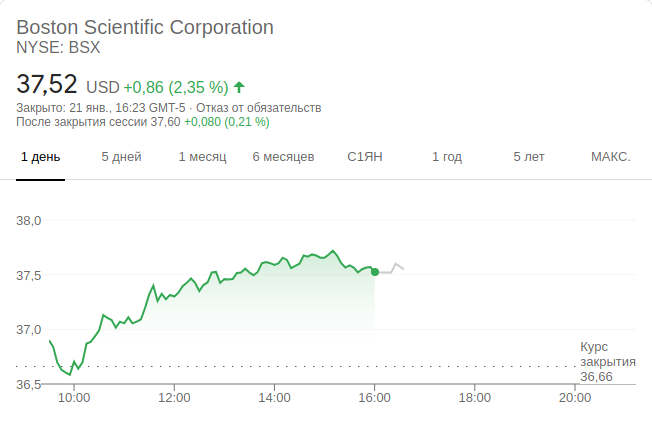 Boston Scientific Corporation
NYSE: BSX
37,52 USD +0,86 (2,35 %)
Закрыто: 21 янв., 16:23 GMT-5 · Отказ от обязательств
После закрытия сессии 37,60 +0,080 (0,21 %)
1 день 5 дней 1 месяц 6 месяцев С1ЯН 1 год 5 лет МАКС.
38,0
37,5
37,0
Курс
закрытия
36,66
36,5
10:00 12:00 14:00 16:00 18:00 20:00